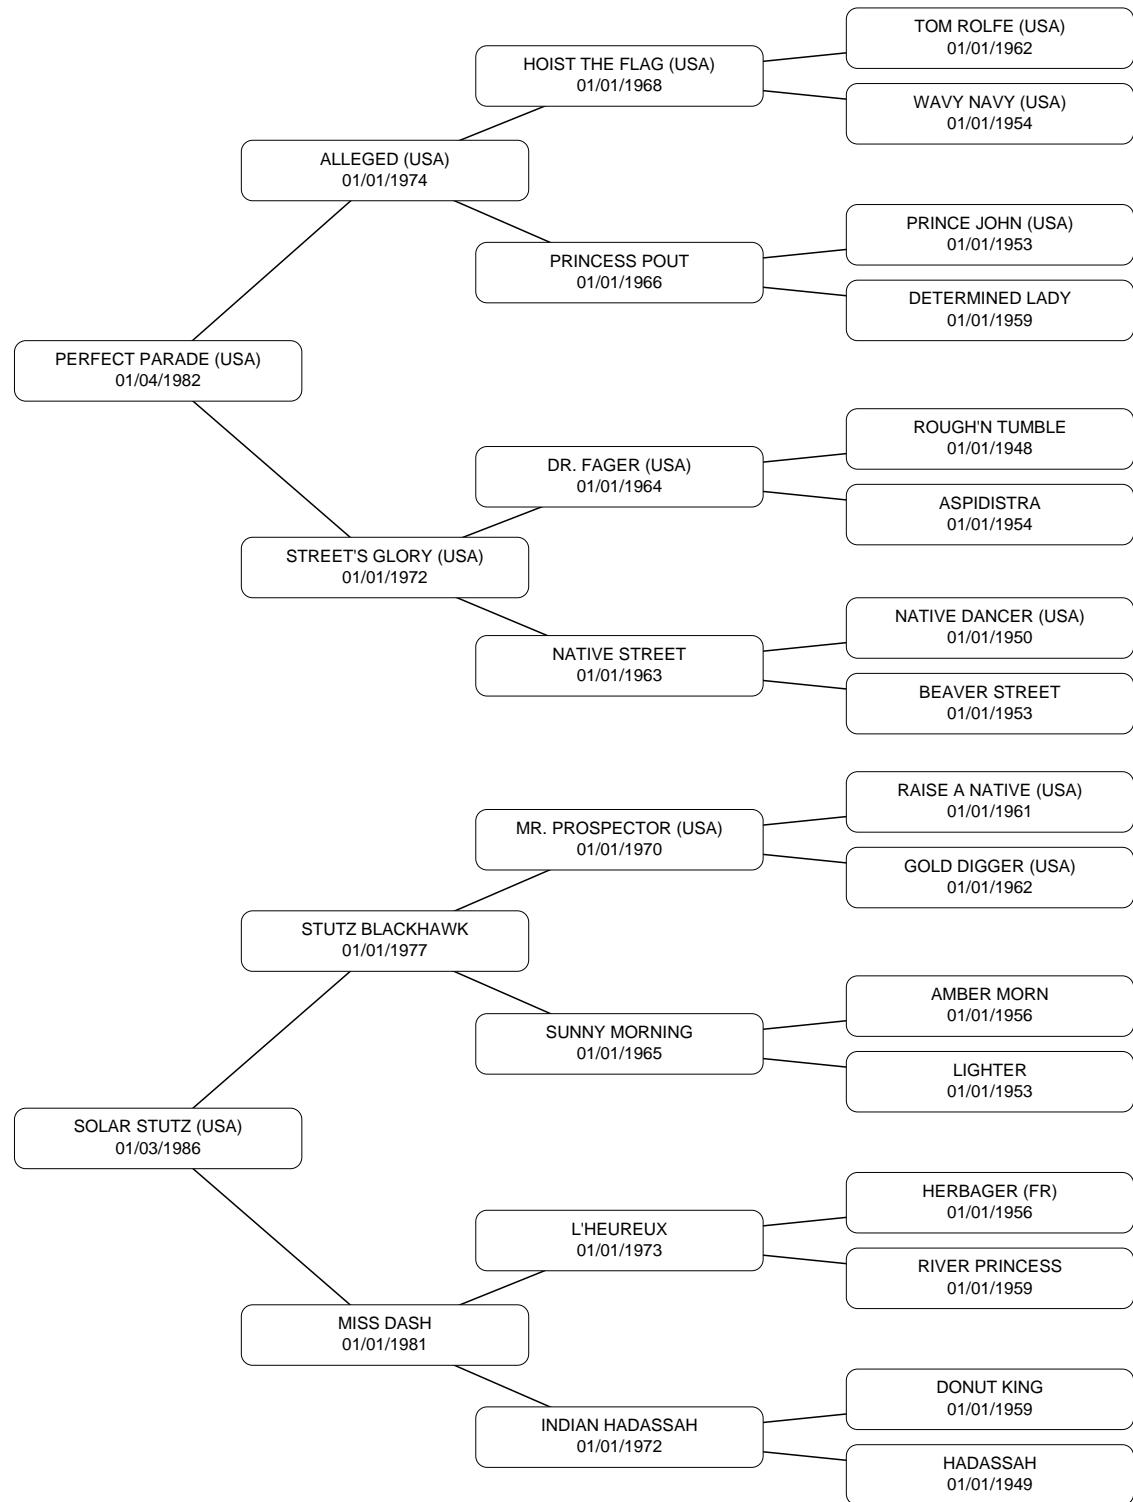 TOM ROLFE (USA)
01/01/1962
HOIST THE FLAG (USA)
01/01/1968
WAVY NAVY (USA)
01/01/1954
ALLEGED (USA)
01/01/1974
PRINCE JOHN (USA)
01/01/1953
PRINCESS POUT
01/01/1966
DETERMINED LADY
01/01/1959
PERFECT PARADE (USA)
01/04/1982
ROUGH'N TUMBLE
01/01/1948
DR. FAGER (USA)
01/01/1964
ASPIDISTRA
01/01/1954
STREET'S GLORY (USA)
01/01/1972
NATIVE DANCER (USA)
01/01/1950
NATIVE STREET
01/01/1963
BEAVER STREET
01/01/1953
RAISE A NATIVE (USA)
01/01/1961
MR. PROSPECTOR (USA)
01/01/1970
GOLD DIGGER (USA)
01/01/1962
STUTZ BLACKHAWK
01/01/1977
AMBER MORN
01/01/1956
SUNNY MORNING
01/01/1965
LIGHTER
01/01/1953
SOLAR STUTZ (USA)
01/03/1986
HERBAGER (FR)
01/01/1956
L'HEUREUX
01/01/1973
RIVER PRINCESS
01/01/1959
MISS DASH
01/01/1981
DONUT KING
01/01/1959
INDIAN HADASSAH
01/01/1972
HADASSAH
01/01/1949